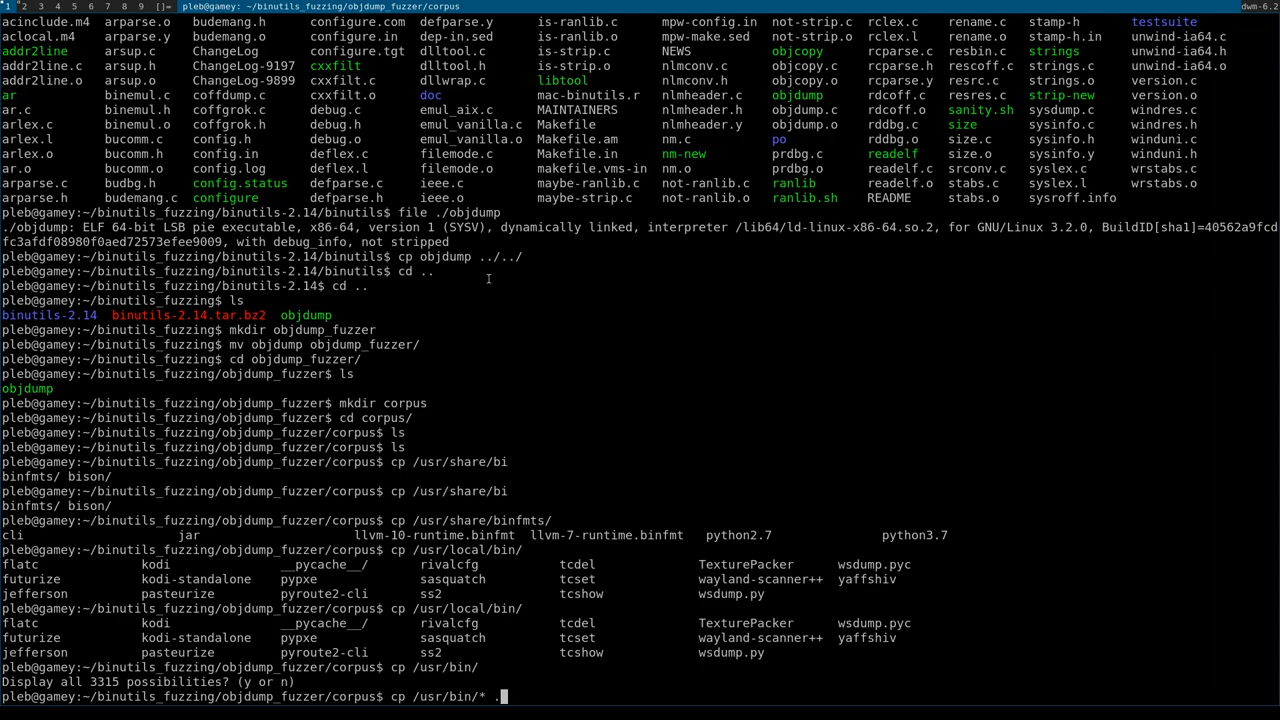 1 2 3 4 5 6 7 8 9 []= pleb@gamey: ~/binutils_fuzzing/objdump_fuzzer/corpus dwm-6.2
acinclude.m4 arparse.o budemang.h configure.com defparse.y is-ranlib.c mpw-config.in not-strip.c rclex.c rename.c stamp-h testsuite
aclocal.m4 arparse.y budemang.o configure.in dep-in.sed is-ranlib.o mpw-make.sed not-strip.o rclex.l rename.o stamp-h.in unwind-ia64.c
addr2line arsup.c ChangeLog configure.tgt dlltool.c is-strip.c NEWS objcopy rcparse.c resbin.c strings unwind-ia64.h
addr2line.c arsup.h ChangeLog-9197 cxxfilt dlltool.h is-strip.o nlmconv.c objcopy.c rcparse.h rescoff.c strings.c unwind-ia64.o
addr2line.o arsup.o ChangeLog-9899 cxxfilt.c dllwrap.c libtool nlmconv.h objcopy.o rcparse.y resrc.c strings.o version.c
ar binemul.c coffdump.c cxxfilt.o doc mac-binutils.r nlmheader.c objdump rdcoff.c resres.c strip-new version.o
ar.c binemul.h coffgrok.c debug.c emul_aix.c MAINTAINERS nlmheader.h objdump.c rdcoff.o sanity.sh sysdump.c windres.c
arlex.c binemul.o coffgrok.h debug.h emul_vanilla.c Makefile nlmheader.y objdump.o rddbg.c size sysinfo.c windres.h
arlex.l bucomm.c config.h debug.o emul_vanilla.o Makefile.am nm.c po rddbg.o size.c sysinfo.h winduni.c
arlex.o bucomm.h config.in deflex.c filemode.c Makefile.in nm-new prdbg.c readelf size.o sysinfo.y winduni.h
ar.o bucomm.o config.log deflex.l filemode.o makefile.vms-in nm.o prdbg.o readelf.c srconv.c syslex.c wrstabs.c
arparse.c budbg.h config.status defparse.c ieee.c maybe-ranlib.c not-ranlib.c ranlib readelf.o stabs.c syslex.l wrstabs.o
arparse.h budemang.c configure defparse.h ieee.o maybe-strip.c not-ranlib.o ranlib.sh README stabs.o sysroff.info
pleb@gamey:~/binutils_fuzzing/binutils-2.14/binutils$ file ./objdump
./objdump: ELF 64-bit LSB pie executable, x86-64, version 1 (SYSV), dynamically linked, interpreter /lib64/ld-linux-x86-64.so.2, for GNU/Linux 3.2.0, BuildID[sha1]=40562a9fcd
fc3afdf08980f0aed72573efee9009, with debug_info, not stripped
pleb@gamey:~/binutils_fuzzing/binutils-2.14/binutils$ cp objdump ../../
pleb@gamey:~/binutils_fuzzing/binutils-2.14/binutils$ cd ..
pleb@gamey:~/binutils_fuzzing/binutils-2.14$ cd ..
pleb@gamey:~/binutils_fuzzing$ ls
binutils-2.14 binutils-2.14.tar.bz2 objdump
pleb@gamey:~/binutils_fuzzing$ mkdir objdump_fuzzer
pleb@gamey:~/binutils_fuzzing$ mv objdump objdump_fuzzer/
pleb@gamey:~/binutils_fuzzing$ cd objdump_fuzzer/
pleb@gamey:~/binutils_fuzzing/objdump_fuzzer$ ls
objdump
pleb@gamey:~/binutils_fuzzing/objdump_fuzzer$ mkdir corpus
pleb@gamey:~/binutils_fuzzing/objdump_fuzzer$ cd corpus/
pleb@gamey:~/binutils_fuzzing/objdump_fuzzer/corpus$ ls
pleb@gamey:~/binutils_fuzzing/objdump_fuzzer/corpus$ ls
pleb@gamey:~/binutils_fuzzing/objdump_fuzzer/corpus$ cp /usr/share/bi
binfmts/ bison/
pleb@gamey:~/binutils_fuzzing/objdump_fuzzer/corpus$ cp /usr/share/bi
binfmts/ bison/
pleb@gamey:~/binutils_fuzzing/objdump_fuzzer/corpus$ cp /usr/share/binfmts/
cli jar llvm-10-runtime.binfmt llvm-7-runtime.binfmt python2.7 python3.7
pleb@gamey:~/binutils_fuzzing/objdump_fuzzer/corpus$ cp /usr/local/bin/
flatc kodi __pycache__/ rivalcfg tcdel TexturePacker wsdump.pyc
futurize kodi-standalone pypxe sasquatch tcset wayland-scanner++ yaffshiv
jefferson pasteurize pyroute2-cli ss2 tcshow wsdump.py
pleb@gamey:~/binutils_fuzzing/objdump_fuzzer/corpus$ cp /usr/local/bin/
flatc kodi __pycache__/ rivalcfg tcdel TexturePacker wsdump.pyc
futurize kodi-standalone pypxe sasquatch tcset wayland-scanner++ yaffshiv
jefferson pasteurize pyroute2-cli ss2 tcshow wsdump.py
pleb@gamey:~/binutils_fuzzing/objdump_fuzzer/corpus$ cp /usr/bin/
Display all 3315 possibilities? (y or n)
pleb@gamey:~/binutils_fuzzing/objdump_fuzzer/corpus$ cp /usr/bin/* .